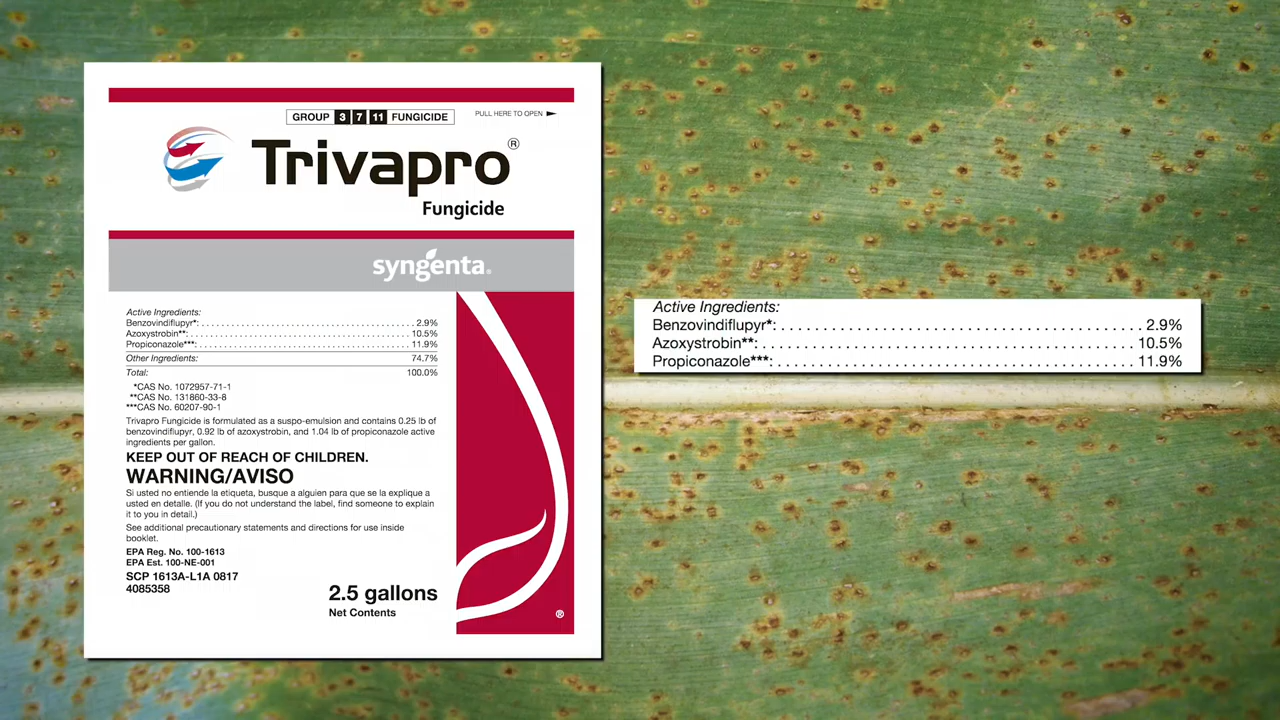 GROUP 3 7 11 FUNGICIDE
PULL HERE TO OPEN
Trivapro®
Fungicide
syngenta®
Active Ingredients:
Benzovindiflupyr*: 2.9%
Azoxystrobin**: 10.5%
Propiconazole***: 11.9%
Other Ingredients: 74.7%
Total: 100.0%
*CAS No. 1072957-71-1
**CAS No. 131860-33-8
***CAS No. 60207-90-1
Trivapro Fungicide is formulated as a suspo-emulsion and contains 0.25 lb of
benzovindiflupyr, 0.92 lb of azoxystrobin, and 1.04 lb of propiconazole active
ingredients per gallon.
KEEP OUT OF REACH OF CHILDREN.
WARNING/AVISO
Si usted no entiende la etiqueta, busque a alguien para que se la explique a
usted en detalle. (If you do not understand the label, find someone to explain
it to you in detail.)
See additional precautionary statements and directions for use inside
booklet.
EPA Reg. No. 100-1613
EPA Est. 100-NE-001
SCP 1613A-L1A 0817
4085358
2.5 gallons
Net Contents
®
Active Ingredients:
Benzovindiflupyr*: 2.9%
Azoxystrobin**: 10.5%
Propiconazole***: 11.9%